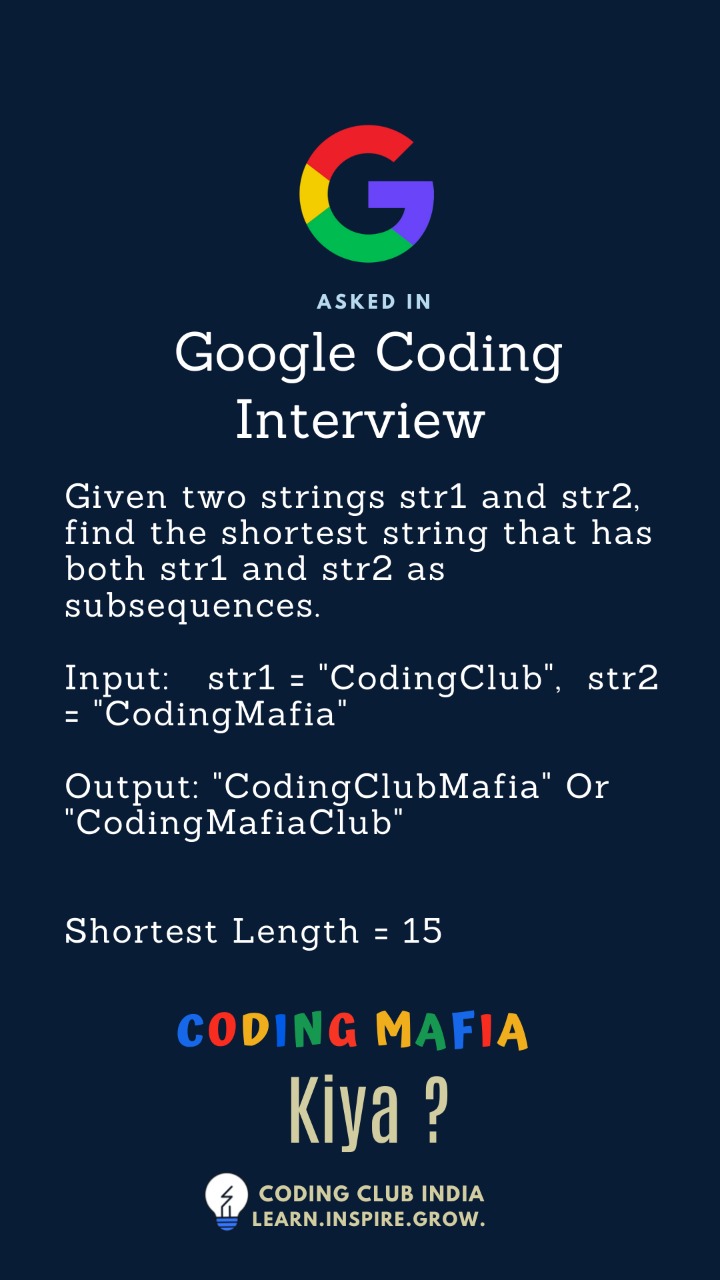 ASKED IN
Google Coding
Interview
Given two strings str1 and str2,
find the shortest string that has
both str1 and str2 as
subsequences.
Input: str1 = "CodingClub", str2
= "CodingMafia"
Output: "CodingClubMafia" Or
"CodingMafiaClub"
Shortest Length = 15
CODING MAFIA
Kiya ?
CODING CLUB INDIA
LEARN.INSPIRE.GROW.